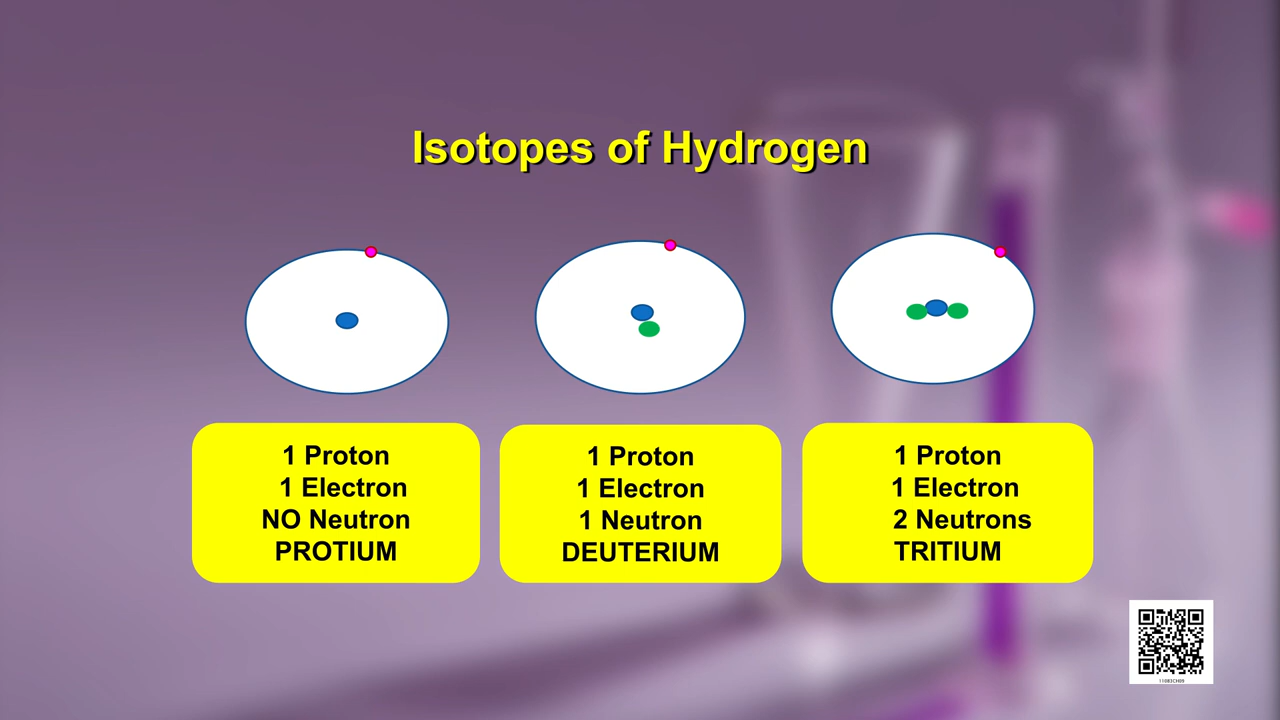 Isotopes of Hydrogen
1 Proton
1 Electron
NO Neutron
PROTIUM
1 Proton
1 Electron
1 Neutron
DEUTERIUM
1 Proton
1 Electron
2 Neutrons
TRITIUM
11083CH09